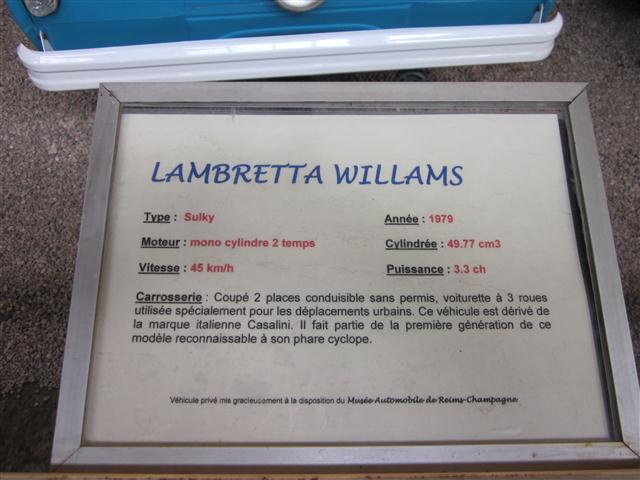 LAMBRETTA WILLAMS
Type : Sulky
Année : 1979
Moteur : mono cylindre 2 temps
Cylindrée : 49.77 cm3
Vitesse : 45 km/h
Puissance : 3.3 ch
Carrosserie : Coupé 2 places conduisible sans permis, voiturette à 3 roues
utilisée spécialement pour les déplacements urbains. Ce véhicule est dérivé de
la marque italienne Casalini. Il fait partie de la première génération de ce
modèle reconnaissable à son phare cyclope.
Véhicule privé mis gracieusement à la disposition du Musée Automobile de Reims-Champagne